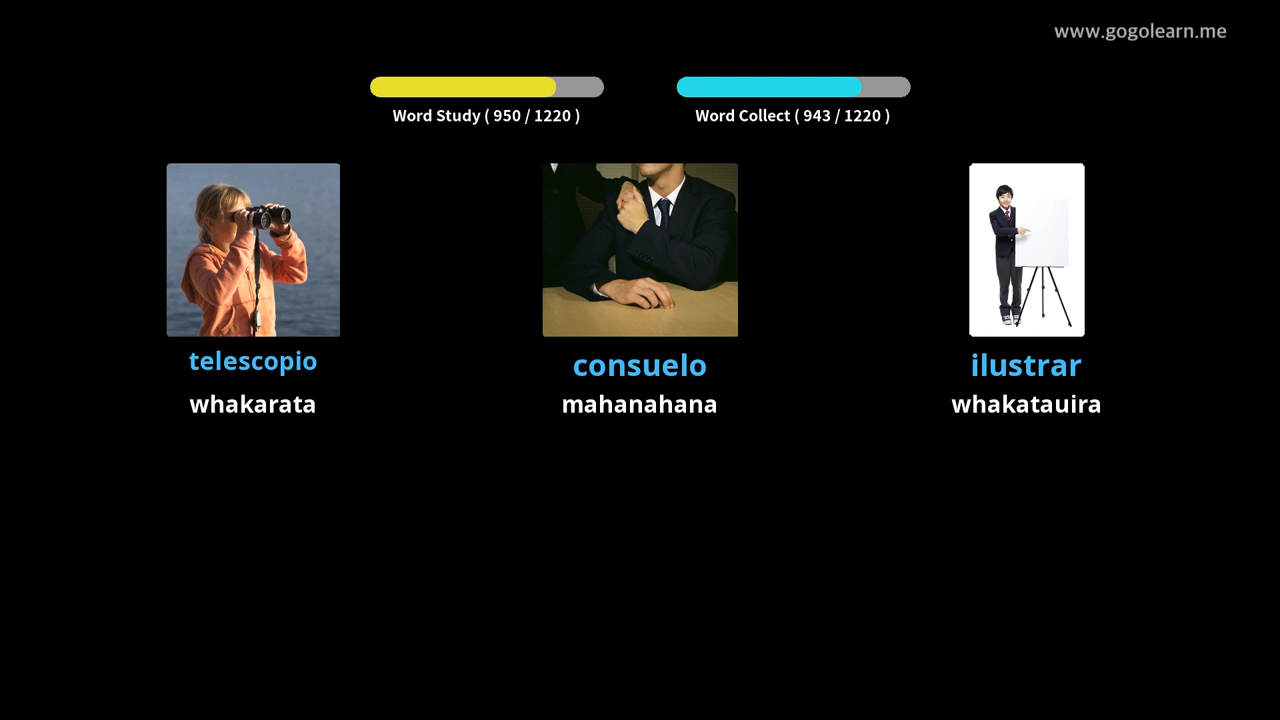 www.gogolearn.me
Word Study ( 950 / 1220 )
Word Collect ( 943 / 1220 )
telescopio
whakarata
consuelo
mahanahana
ilustrar
whakatauira